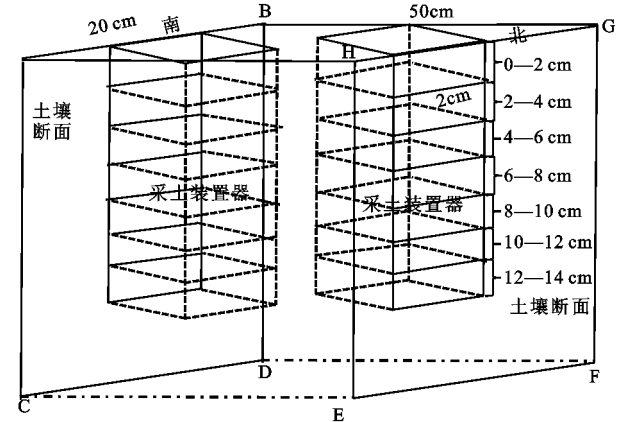 B
50cm
20 cm
南
H
北
G
0—2 cm
土壤
断面
2cm
2—4 cm
4—6 cm
6—8 cm
采土装置器
采土装置器
8—10 cm
10—12 cm
12—14 cm
土壤断面
D
F
C
E